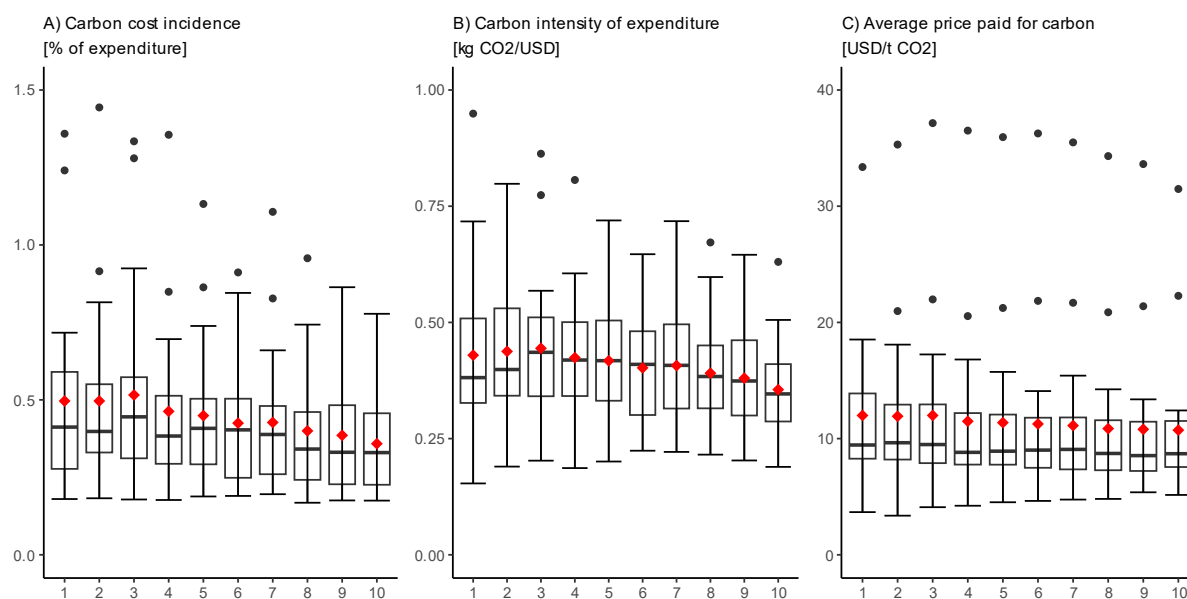 A) Carbon cost incidence
[% of expenditure]
1.5
1.0
0.5
0.0
1 2 3 4 5 6 7 8 9 10
B) Carbon intensity of expenditure
[kg CO2/USD]
1.00
0.75
0.50
0.25
0.00
1 2 3 4 5 6 7 8 9 10
C) Average price paid for carbon
[USD/t CO2]
40
30
20
10
0
1 2 3 4 5 6 7 8 9 10